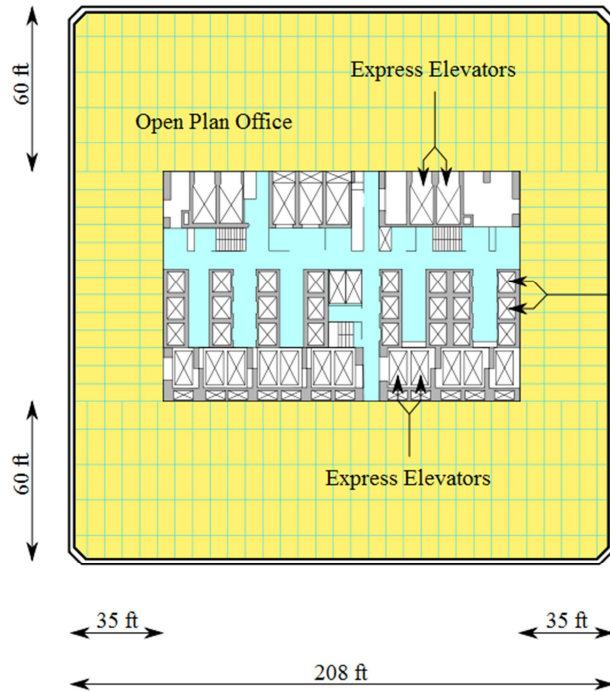 60 ft
Express Elevators
Open Plan Office
60 ft
Express Elevators
35 ft
35 ft
208 ft